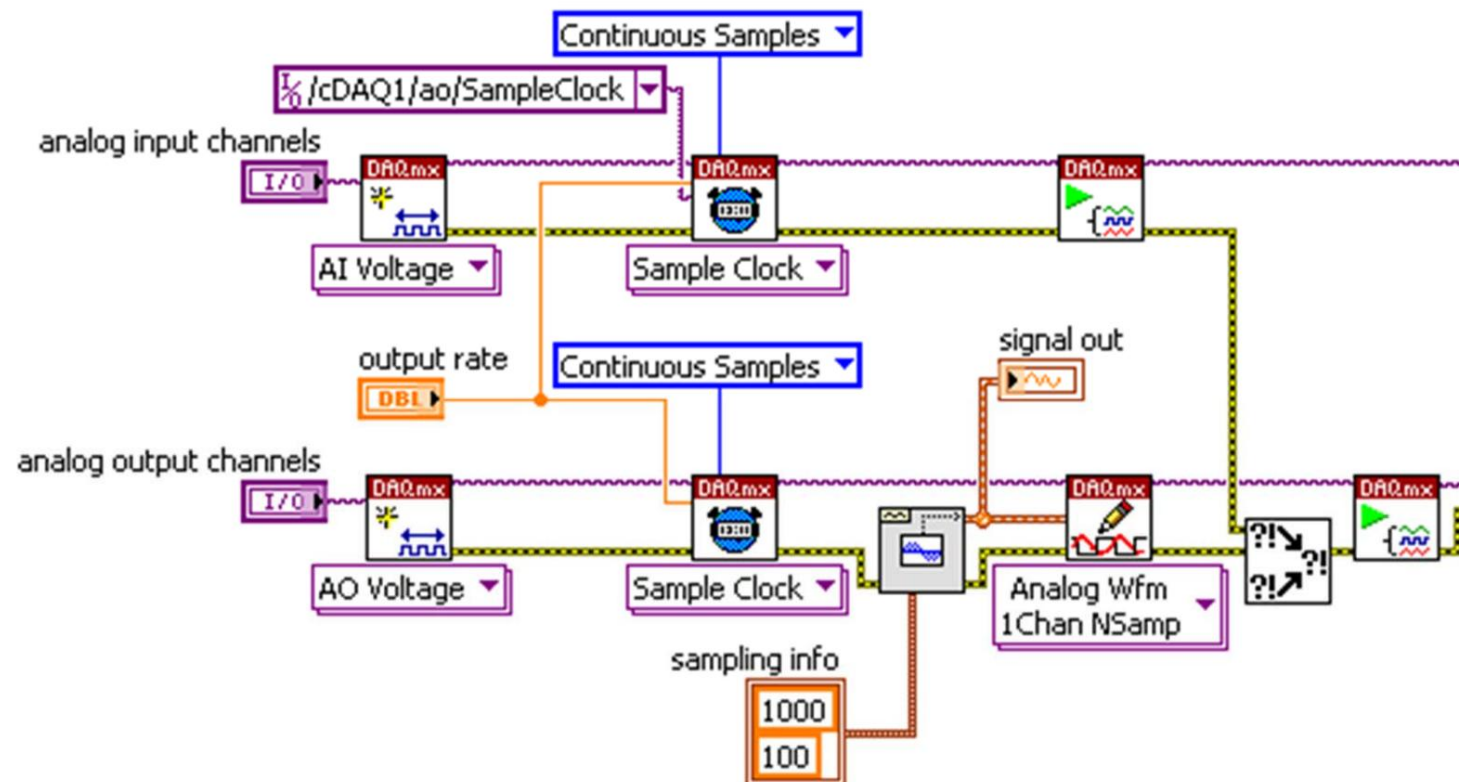 Continuous Samples
I/O /cDAQ1/ao/SampleClock
analog input channels
I/O
DAQmx
DAQmx
DAQmx
AI Voltage
Sample Clock
signal out
output rate
Continuous Samples
DBL
analog output channels
I/O
DAQmx
DAQmx
DAQmx
DAQmx
?!
?!
?!
AO Voltage
Sample Clock
Analog Wfm
1Chan NSamp
sampling info
1000
100